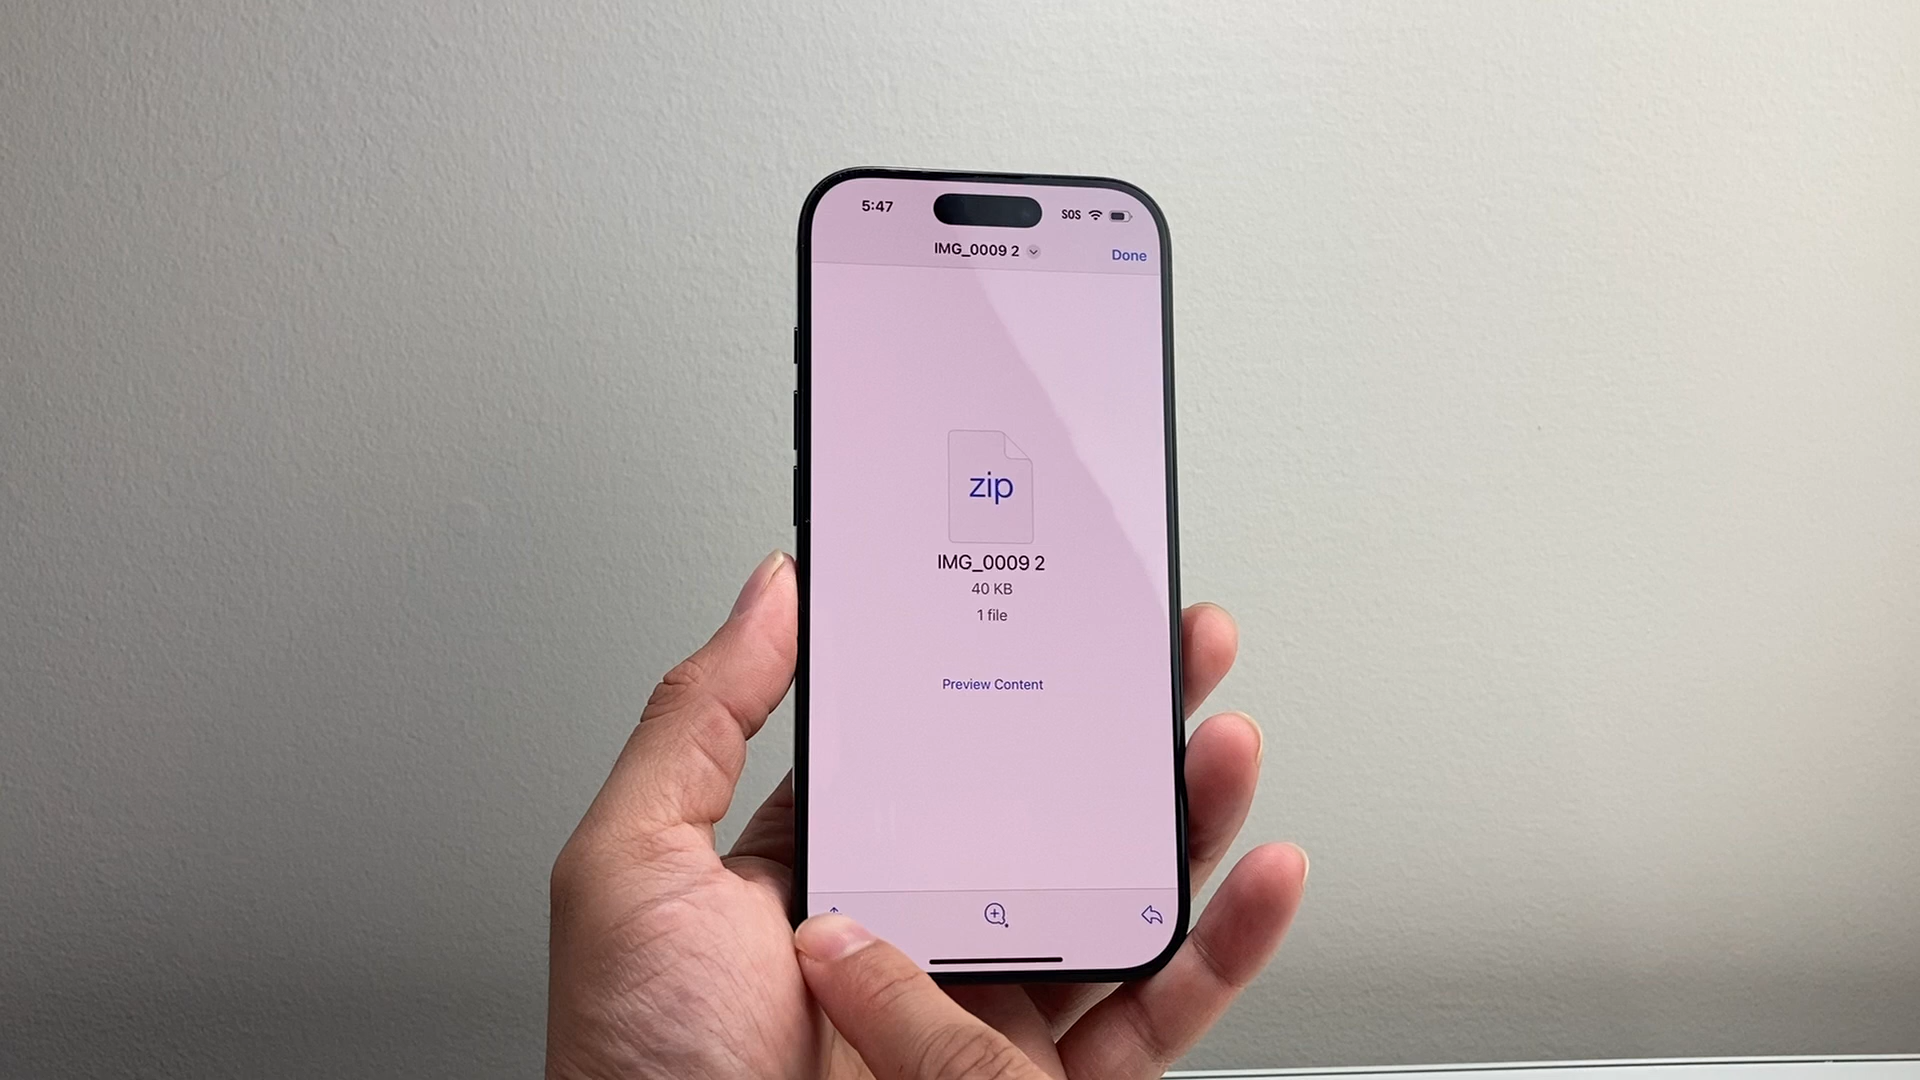 5:47
SOS
IMG_0009 2
Done
zip
IMG_0009 2
40 KB
1 file
Preview Content